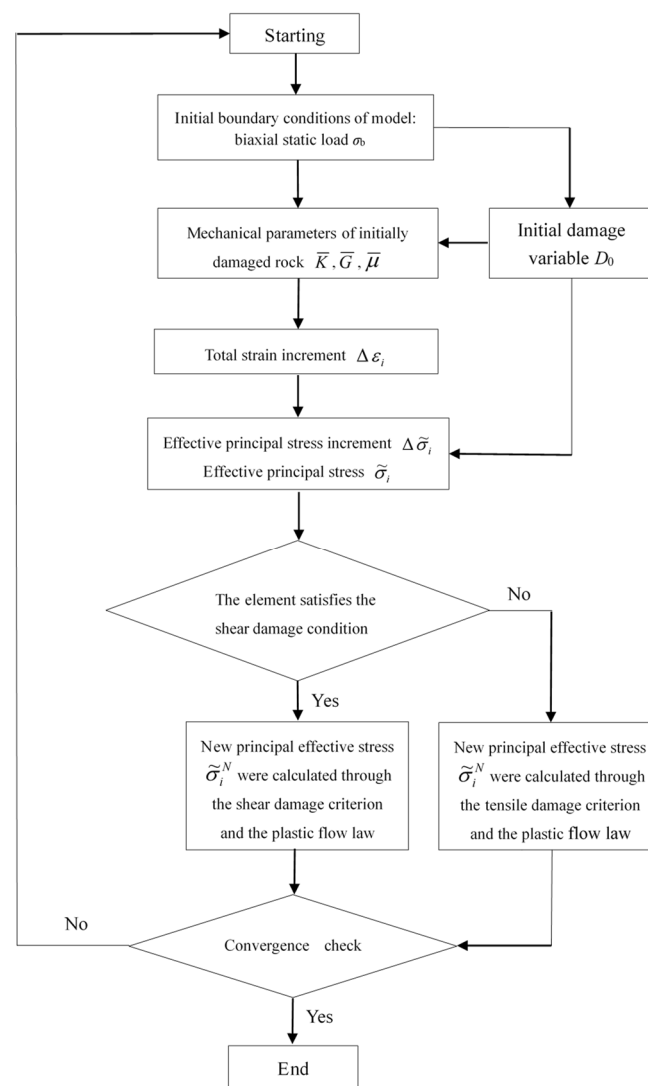 Starting
Initial boundary conditions of model:
biaxial static load σb
Mechanical parameters of initially
damaged rock K̅ , G̅ , μ̅
Initial damage
variable D0
Total strain increment Δεi
Effective principal stress increment Δσ̃i
Effective principal stress σ̃i
The element satisfies the
shear damage condition
No
Yes
New principal effective stress
σ̃iN were calculated through
the shear damage criterion
and the plastic flow law
New principal effective stress
σ̃iN were calculated through
the tensile damage criterion
and the plastic flow law
No
Convergence check
Yes
End